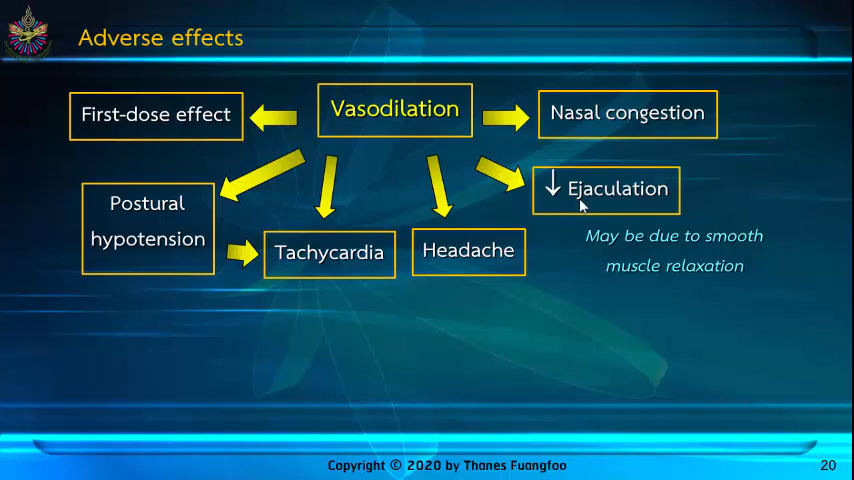 Adverse effects
First-dose effect
Vasodilation
Nasal congestion
Postural
hypotension
Tachycardia
Headache
↓ Ejaculation
May be due to smooth
muscle relaxation
Copyright © 2020 by Thanes Fuangfoo
20